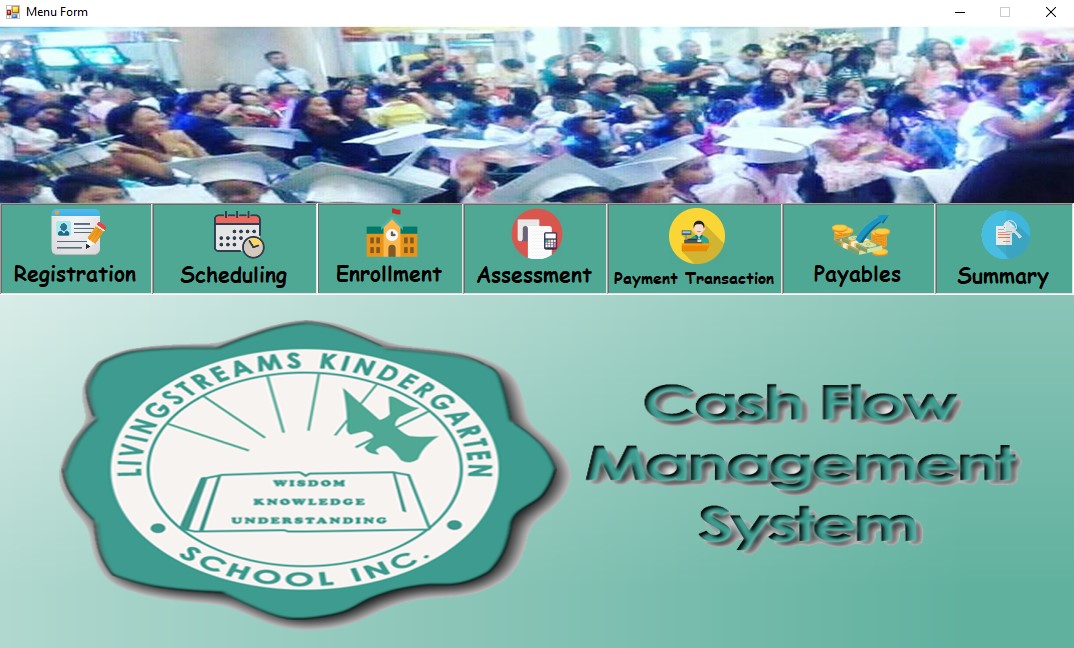 Menu Form
Registration
Scheduling
Enrollment
Assessment
Payment Transaction
Payables
Summary
LIVINGSTREAMS KINDERGARTEN
WISDOM
KNOWLEDGE
UNDERSTANDING
SCHOOL INC.
Cash Flow
Management
System